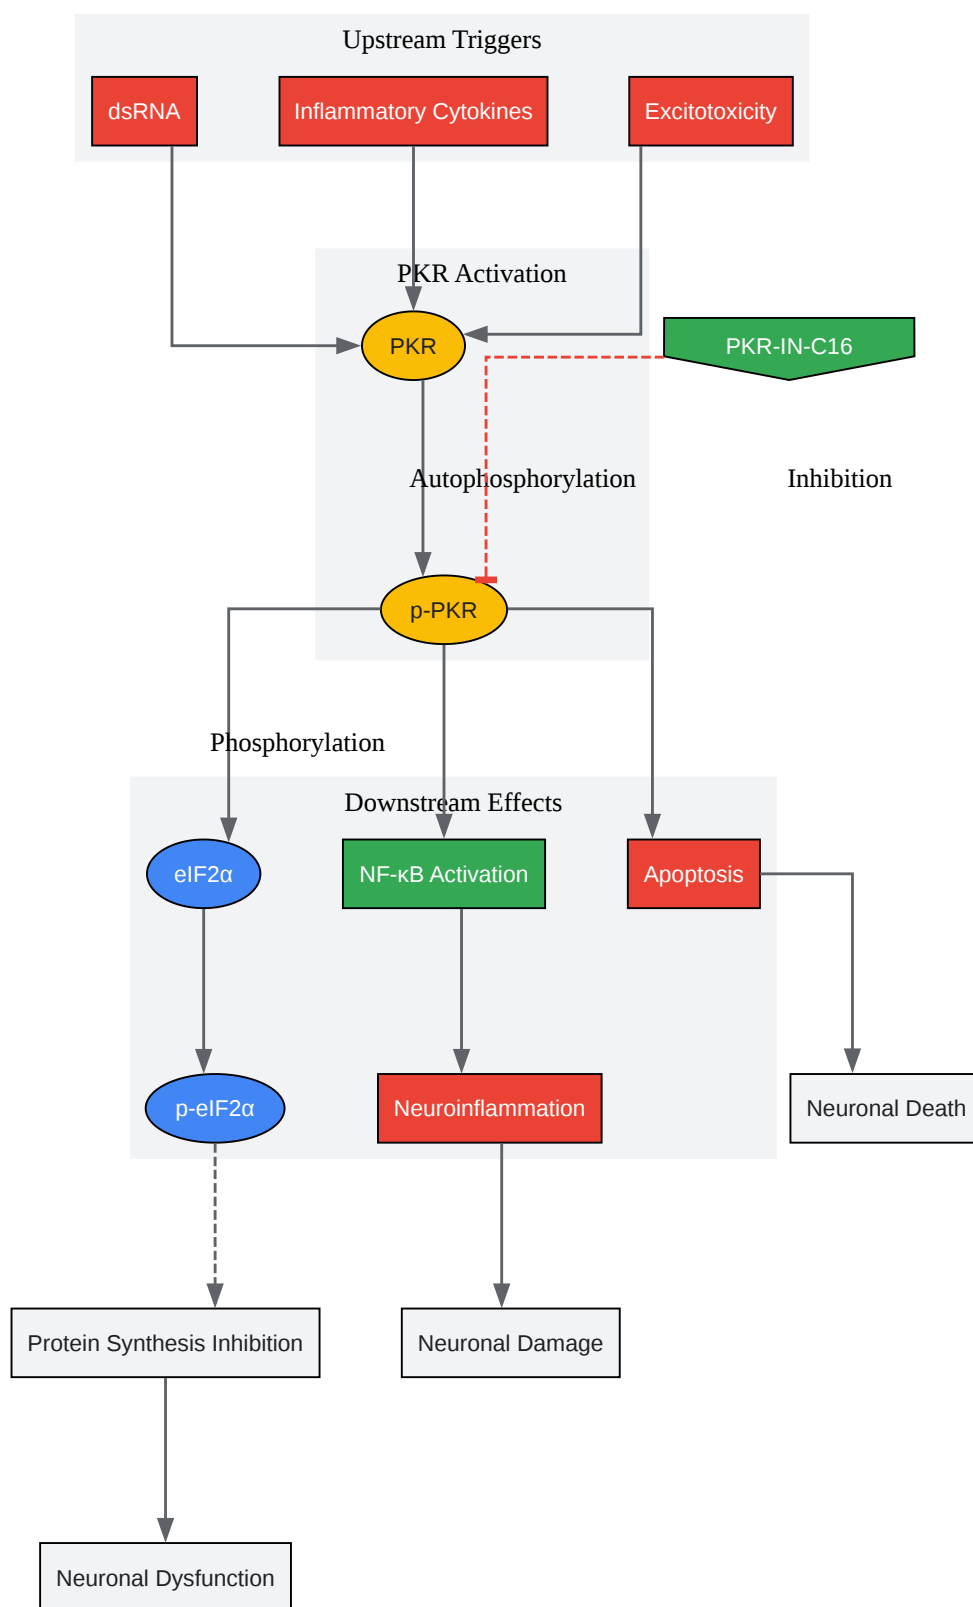 Upstream Triggers
dsRNA
Inflammatory Cytokines
Excitotoxicity
PKR Activation
PKR
PKR-IN-C16
Autophosphorylation
Inhibition
p-PKR
Phosphorylation
Downstream Effects
eIF2α
NF-κB Activation
Apoptosis
p-eIF2α
Neuroinflammation
Neuronal Death
Protein Synthesis Inhibition
Neuronal Damage
Neuronal Dysfunction